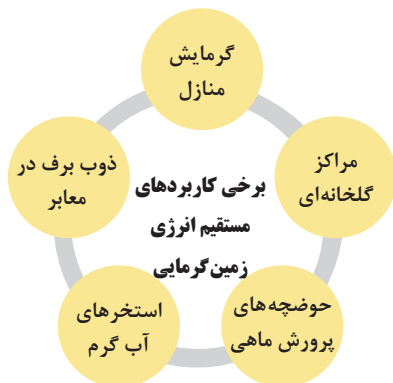 گرمایش
منازل
مراکز
گلخانه‌ای
حوضچه‌های
پرورش ماهی
استخرهای
آب گرم
ذوب برف در
معابر
برخی کاربردهای
مستقیم انرژی
زمین‌گرمایی